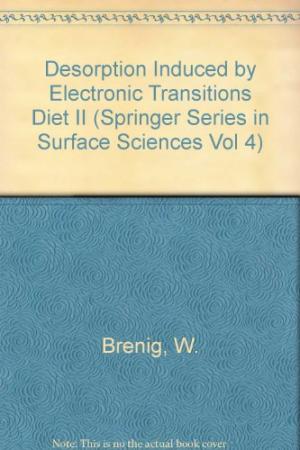 Desorption Induced by
Electronic Transitions
Diet II (Springer Series in
Surface Sciences Vol 4)
Brenig, W.
Note: This is no the actual book cover